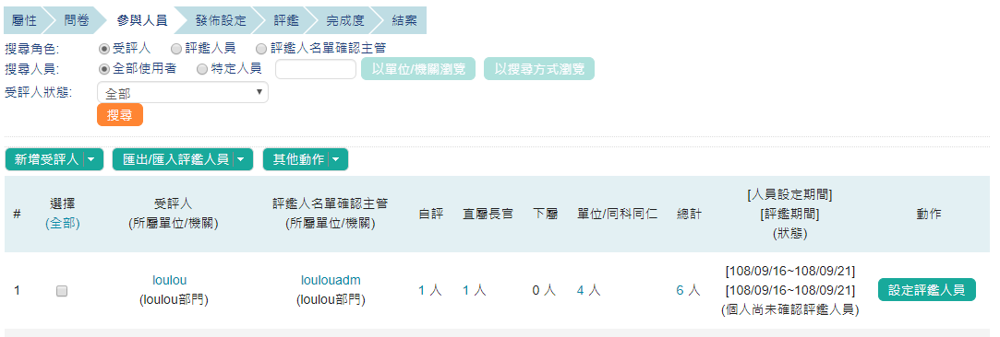 屬性 問卷 參與人員 發佈設定 評鑑 完成度 結案
搜尋角色: 受評人 評鑑人員 評鑑人名單確認主管
搜尋人員: 全部使用者 特定人員 以單位/機關瀏覽 以搜尋方式瀏覽
受評人狀態: 全部
搜尋
新增受評人 匯出/匯入評鑑人員 其他動作
# 選擇 (全部) 受評人 (所屬單位/機關) 評鑑人名單確認主管 (所屬單位/機關) 自評 直屬長官 下屬 單位/同科同仁 總計 [人員設定期間] [評鑑期間] (狀態) 動作
1 loulou (loulou部門) loulouadm (loulou部門) 1 人 1 人 0 人 4 人 6 人 [108/09/16~108/09/21] [108/09/16~108/09/21] (個人尚未確認評鑑人員) 設定評鑑人員